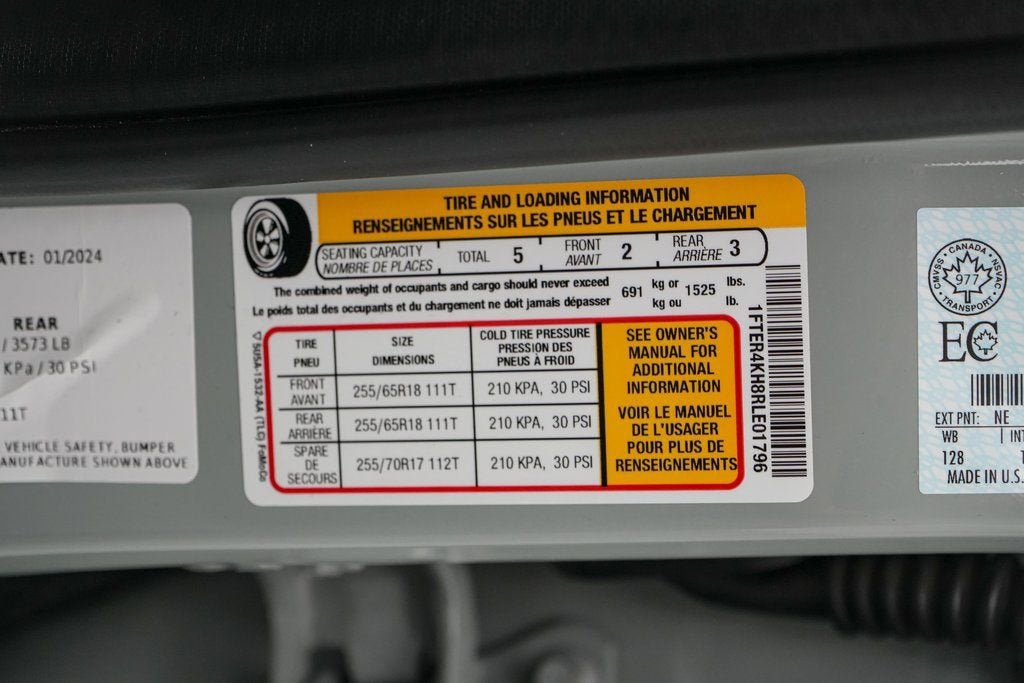 ATE: 01/2024
REAR
/ 3573 LB
KPa / 30 PSI
11T
VEHICLE SAFETY, BUMPER
ANUFACTURE SHOWN ABOVE
TIRE AND LOADING INFORMATION
RENSEIGNEMENTS SUR LES PNEUS ET LE CHARGEMENT
SEATING CAPACITY
NOMBRE DE PLACES
TOTAL 5
FRONT
AVANT
2
REAR
ARRIÈRE
3
The combined weight of occupants and cargo should never exceed 691 kg or 1525 lbs.
Le poids total des occupants et du chargement ne doit jamais dépasser kg ou lb.
TIRE
PNEU
SIZE
DIMENSIONS
COLD TIRE PRESSURE
PRESSION DES
PNEUS À FROID
FRONT
AVANT
255/65R18 111T
210 KPA, 30 PSI
REAR
ARRIÈRE
255/65R18 111T
210 KPA, 30 PSI
SPARE
DE
SECOURS
255/70R17 112T
210 KPA, 30 PSI
SEE OWNER'S
MANUAL FOR
ADDITIONAL
INFORMATION
VOIR LE MANUEL
DE L'USAGER
POUR PLUS DE
RENSEIGNEMENTS
5U5A-1532-AA (TLG) FoMoCo
1FTER4KH8RLE01796
CANADA
CMVSS
NSVAC
977
TRANSPORT
EC
EXT PNT: NE
WB
INT
128
MADE IN U.S.